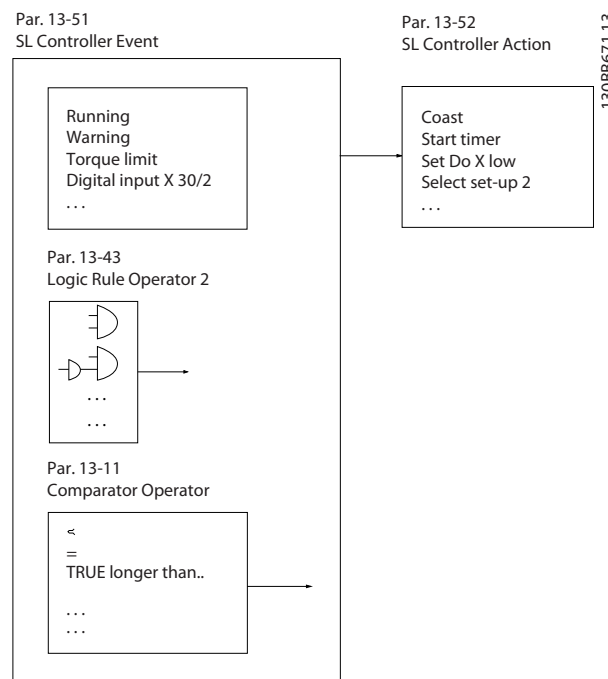 Par. 13-51
SL Controller Event
Par. 13-52
SL Controller Action
130BB671.13
Running
Warning
Torque limit
Digital input X 30/2
. . .
Coast
Start timer
Set Do X low
Select set-up 2
. . .
Par. 13-43
Logic Rule Operator 2
. . .
. . .
Par. 13-11
Comparator Operator
<
=
TRUE longer than..
. . .
. . .